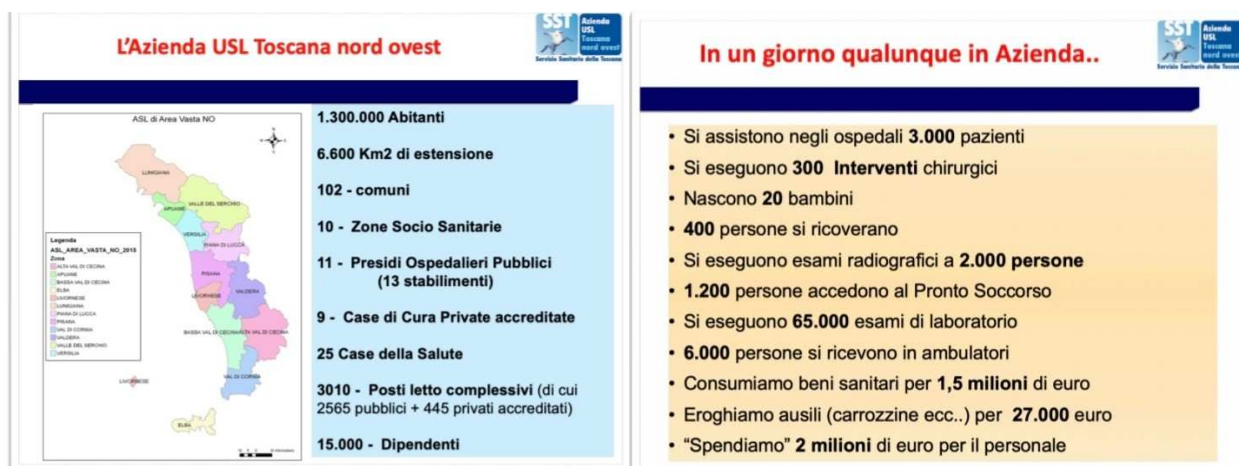 L'Azienda USL Toscana nord ovest
SST
Azienda
USL
Toscana
nord ovest
Servizio Sanitario della Toscana
ASL di Area Vasta NO
LUNIGIANA
APUANE
VALLE DEL SERCHIO
VERSILIA
PIANA DI LUCCA
PISANA
LIVORNESE
VALDERA
BASSA VAL DI CECINA
ALTA VAL DI CECINA
VAL DI CORNIA
LIVORNESE
ELBA
Legenda
ASL_AREA_VASTA_NO_2015
Zona
ALTA VAL DI CECINA
APUANE
BASSA VAL DI CECINA
ELBA
LIVORNESE
LUNIGIANA
PIANA DI LUCCA
PISANA
VAL DI CORNIA
VALDERA
VALLE DEL SERCHIO
VERSILIA
1.300.000 Abitanti
6.600 Km2 di estensione
102 - comuni
10 - Zone Socio Sanitarie
11 - Presidi Ospedalieri Pubblici
(13 stabilimenti)
9 - Case di Cura Private accreditate
25 Case della Salute
3010 - Posti letto complessivi (di cui
2565 pubblici + 445 privati accreditati)
15.000 - Dipendenti
In un giorno qualunque in Azienda..
SST
Azienda
USL
Toscana
nord ovest
Servizio Sanitario della Toscana
• Si assistono negli ospedali 3.000 pazienti
• Si eseguono 300 Interventi chirurgici
• Nascono 20 bambini
• 400 persone si ricoverano
• Si eseguono esami radiografici a 2.000 persone
• 1.200 persone accedono al Pronto Soccorso
• Si eseguono 65.000 esami di laboratorio
• 6.000 persone si ricevono in ambulatori
• Consumiamo beni sanitari per 1,5 milioni di euro
• Eroghiamo ausili (carrozzine ecc..) per 27.000 euro
• "Spendiamo" 2 milioni di euro per il personale